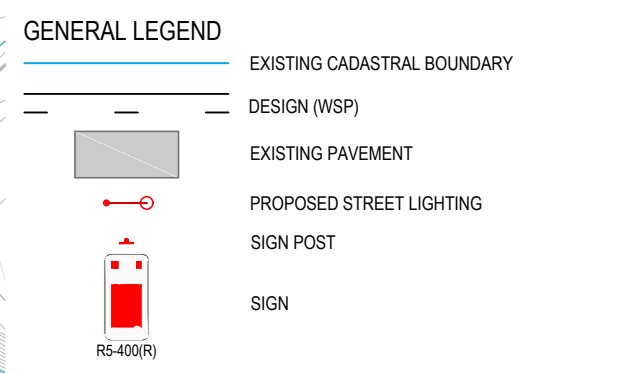 GENERAL LEGEND
EXISTING CADASTRAL BOUNDARY
DESIGN (WSP)
EXISTING PAVEMENT
PROPOSED STREET LIGHTING
SIGN POST
SIGN
R5-400(R)